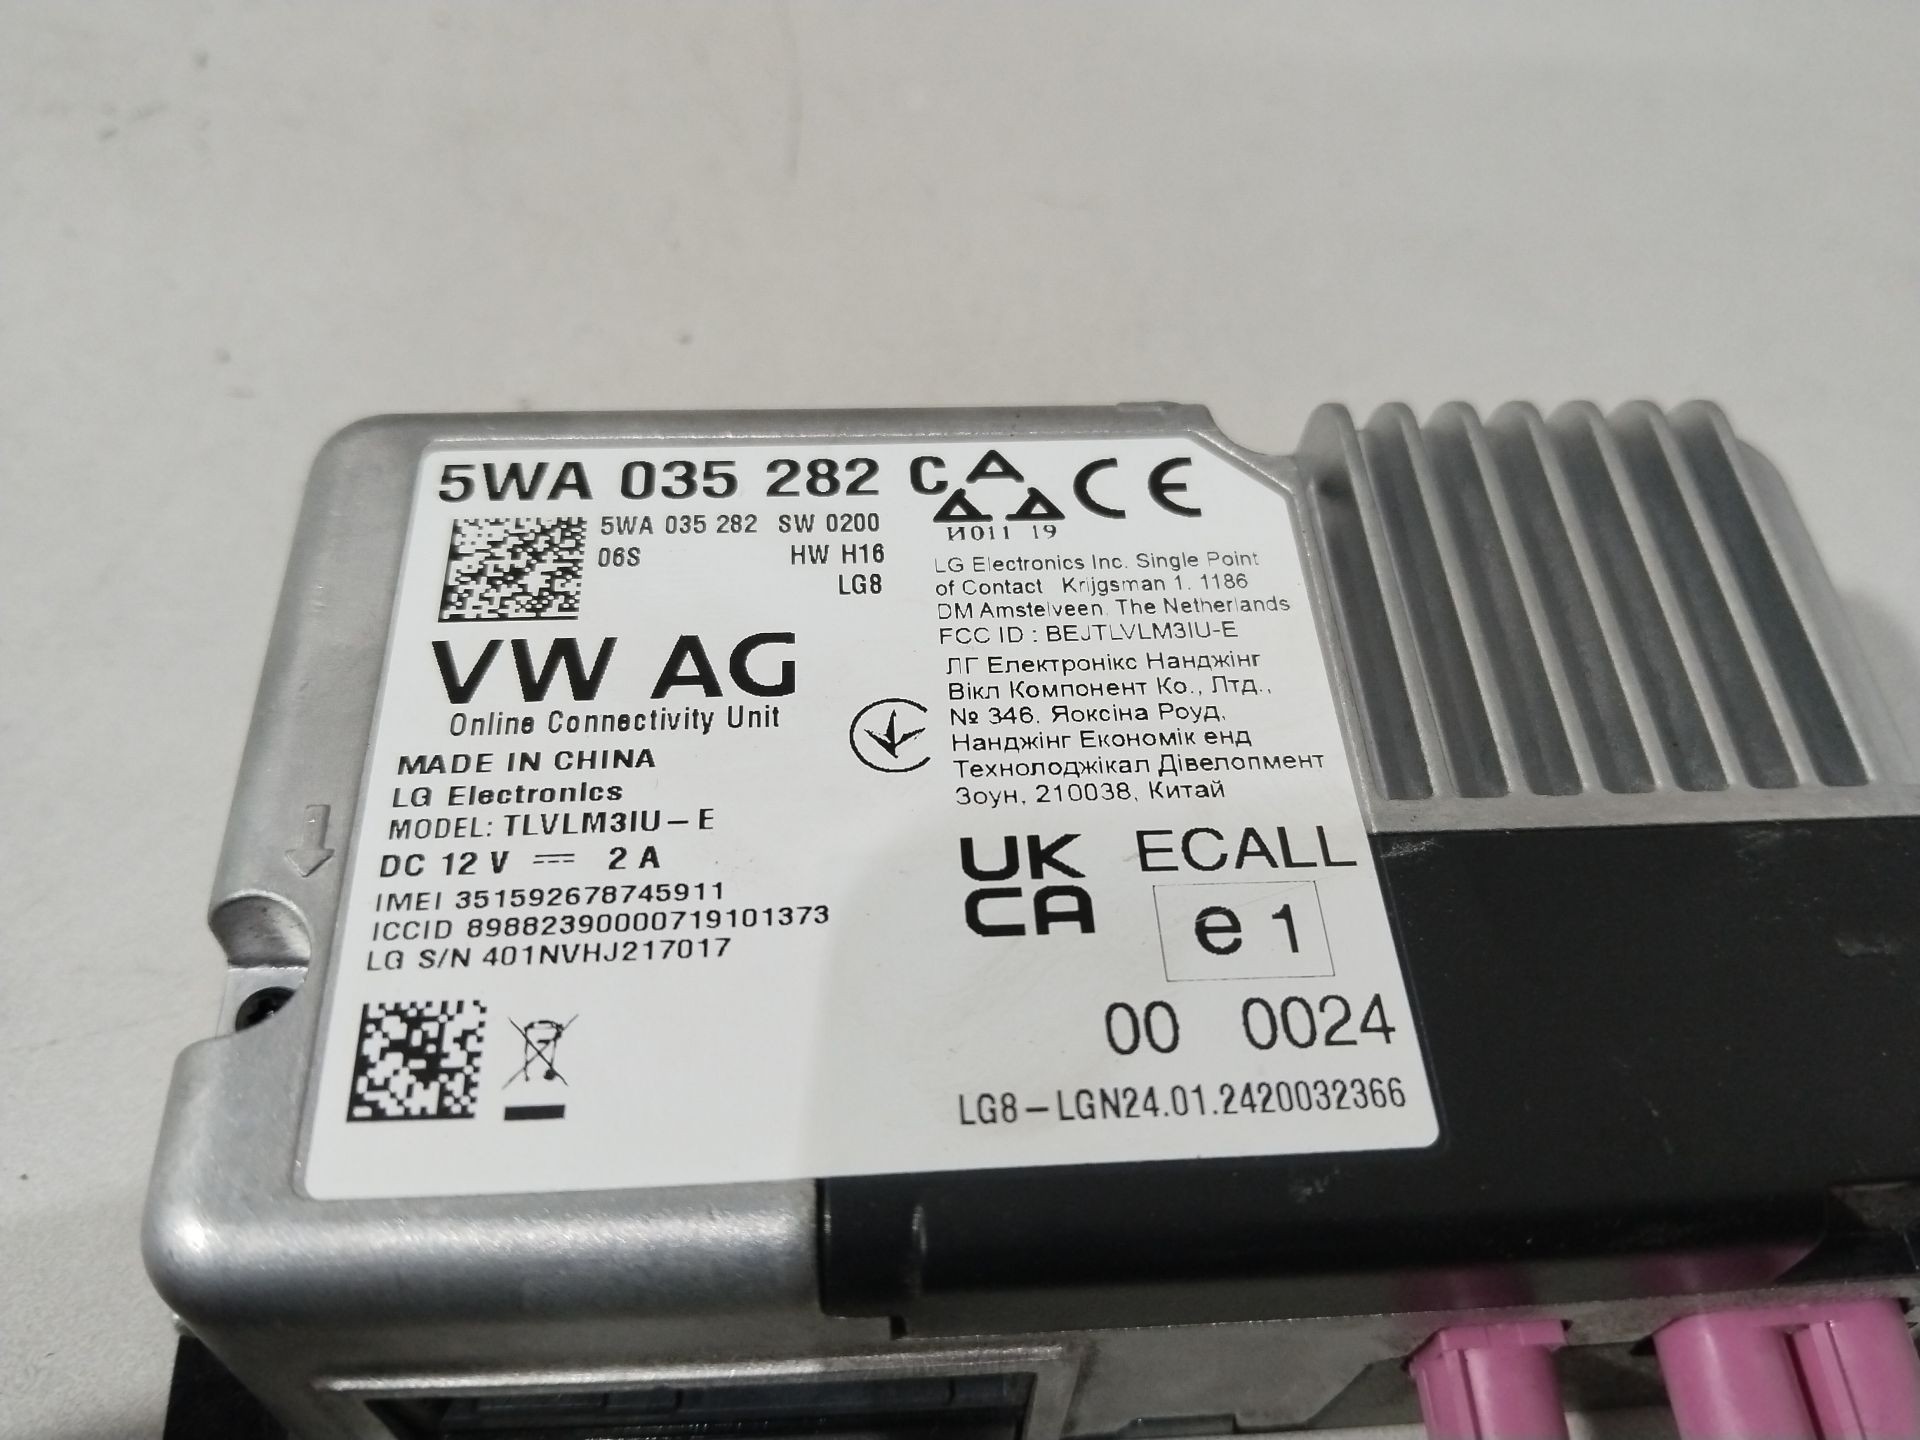 5WA 035 282
5WA 035 282 SW 0200
06S HW H16
LG8
VW AG
Online Connectivity Unit
MADE IN CHINA
LG Electronics
MODEL: TLVLM3IU-E
DC 12 V ⎓ 2 A
IMEI 351592678745911
ICCID 89882390000719101373
LG S/N 401NVHJ217017
CE
И011 19
LG Electronics Inc. Single Point
of Contact Krijgsman 1. 1186
DM Amstelveen. The Netherlands
FCC ID : BEJTLVLM3IU-E
ЛГ Електронікс Нанджінг
Вікл Компонент Ко., Лтд.,
№ 346, Яоксіна Роуд,
Нанджінг Економік енд
Технолоджікал Дівелопмент
Зоун, 210038, Китай
UK
CA
ECALL
e1
00 0024
LG8-LGN24.01.2420032366